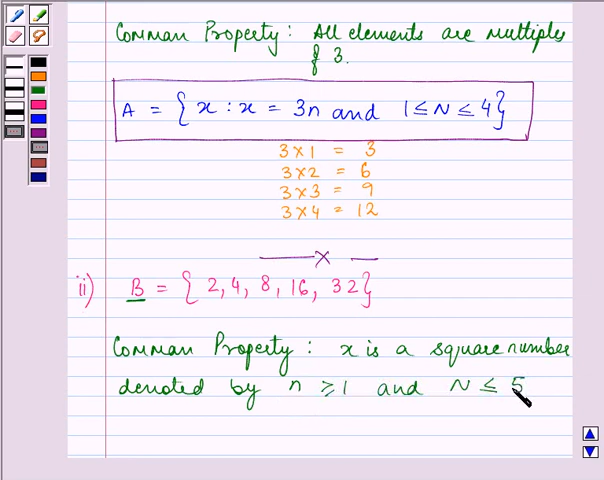 Common Property: All elements are multiples
of 3.
A = { x : x = 3n and 1 ≤ N ≤ 4 }
3 × 1 = 3
3 × 2 = 6
3 × 3 = 9
3 × 4 = 12
ii) B = { 2, 4, 8, 16, 32 }
Common Property: x is a square number
denoted by n ≥ 1 and N ≤ 5